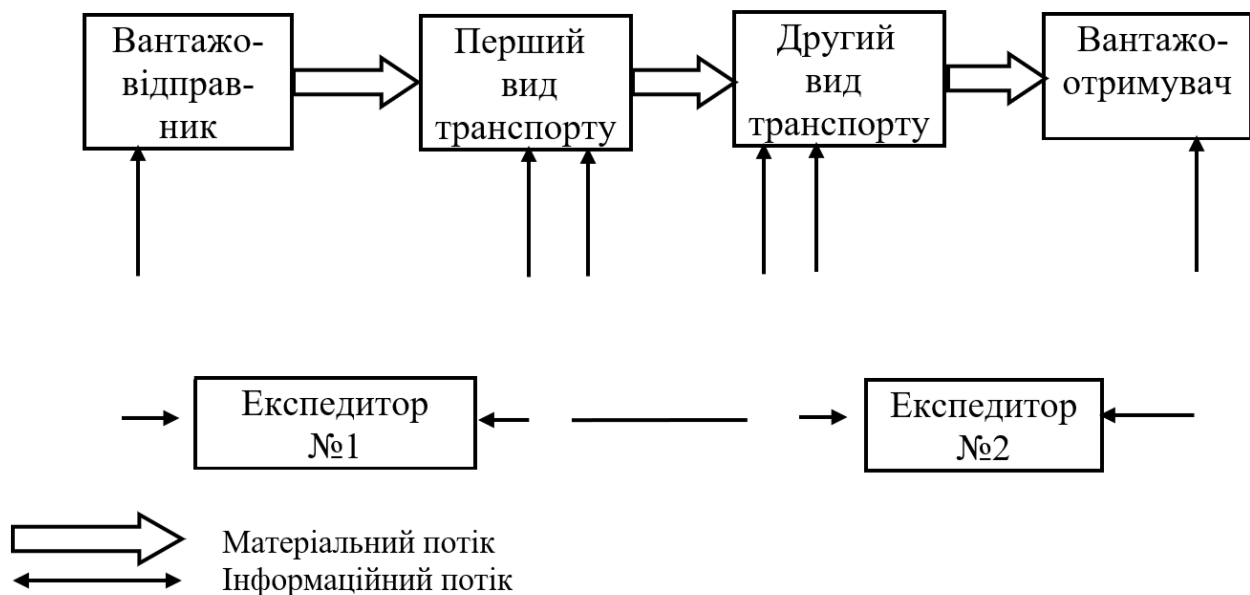 Вантажо-
відправ-
ник
Перший
вид
транспорту
Другий
вид
транспорту
Вантажо-
отримувач
Експедитор
№1
Експедитор
№2
Матеріальний потік
Інформаційний потік